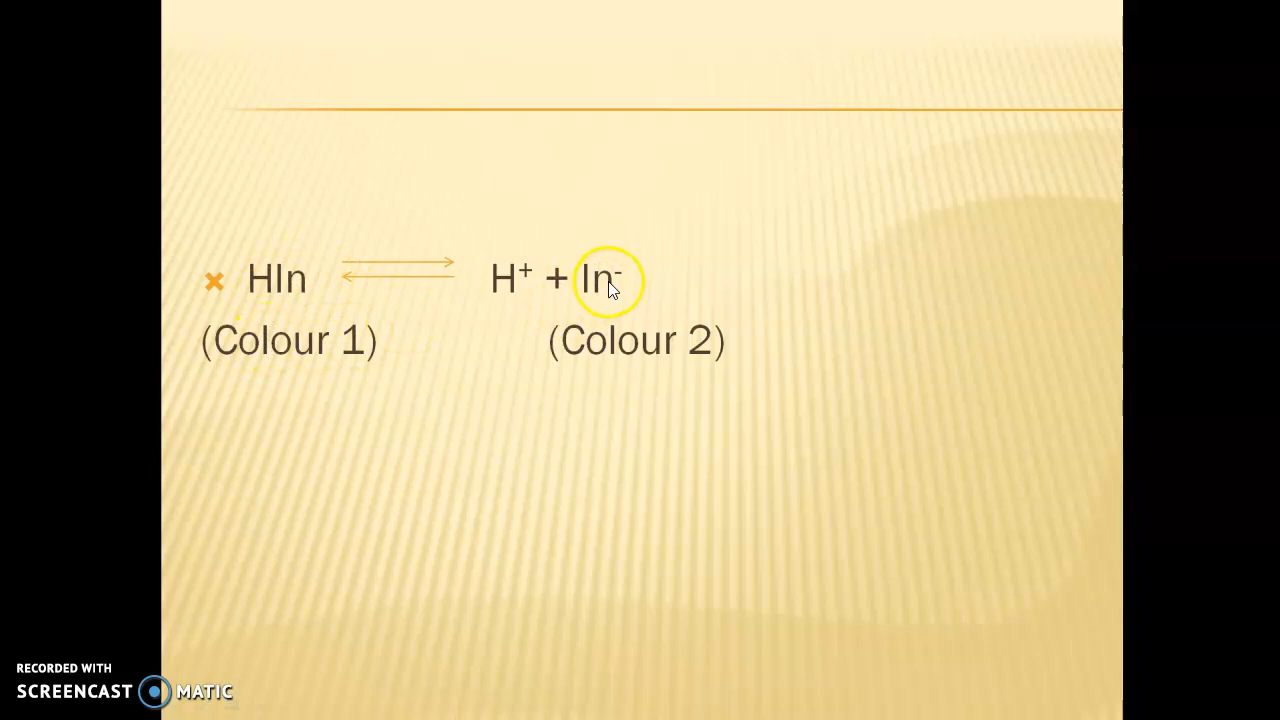 HIn ⇌ H⁺ + In⁻
(Colour 1) (Colour 2)
RECORDED WITH
SCREENCAST MATIC